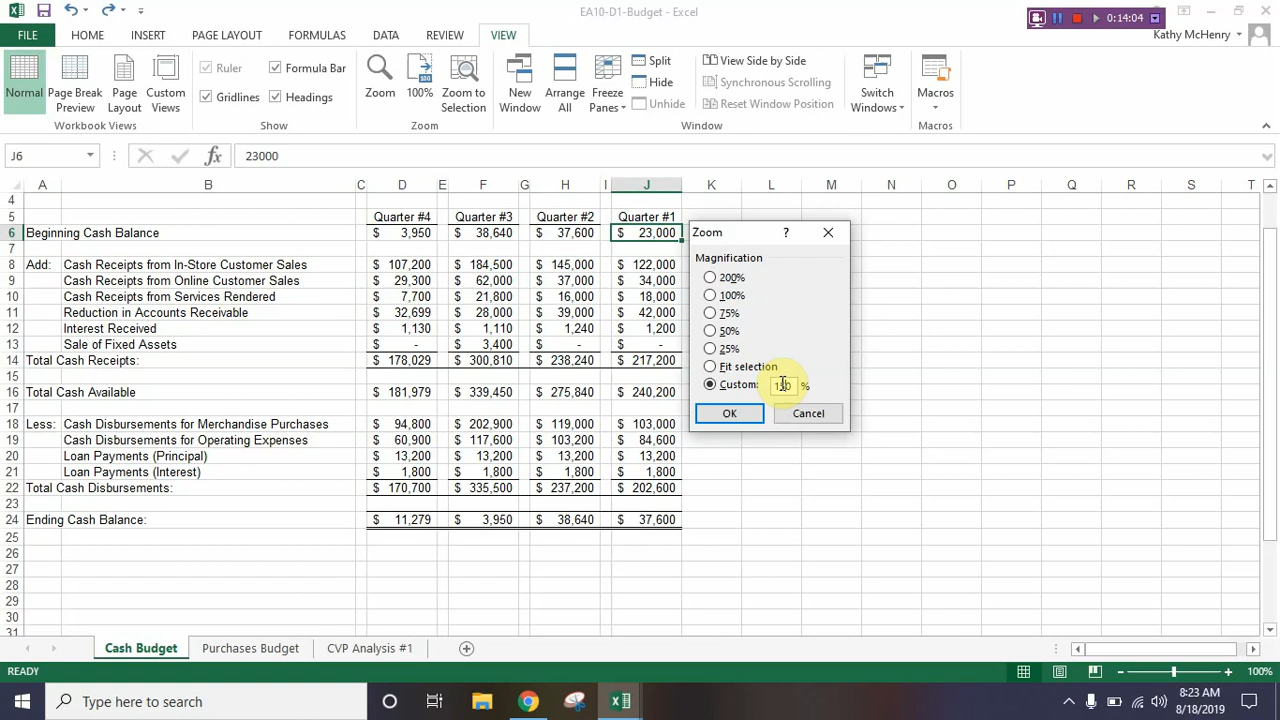 EA10-D1-Budget - Excel
0:14:04
FILE HOME INSERT PAGE LAYOUT FORMULAS DATA REVIEW VIEW Kathy McHenry
Normal Page Break Preview Page Layout Custom Views
Ruler Formula Bar
Gridlines Headings
Zoom 100% Zoom to Selection
New Window Arrange All Freeze Panes
Split
Hide
Unhide
View Side by Side
Synchronous Scrolling
Reset Window Position
Switch Windows Macros
Workbook Views Show Zoom Window Macros
J6 fx 23000
A B C D E F G H I J K L M N O P Q R S T
4
5 Quarter #4 Quarter #3 Quarter #2 Quarter #1
6 Beginning Cash Balance $ 3,950 $ 38,640 $ 37,600 $ 23,000
7
8 Add: Cash Receipts from In-Store Customer Sales $ 107,200 $ 184,500 $ 145,000 $ 122,000
9 Cash Receipts from Online Customer Sales $ 29,300 $ 62,000 $ 37,000 $ 34,000
10 Cash Receipts from Services Rendered $ 7,700 $ 21,800 $ 16,000 $ 18,000
11 Reduction in Accounts Receivable $ 32,699 $ 28,000 $ 39,000 $ 42,000
12 Interest Received $ 1,130 $ 1,110 $ 1,240 $ 1,200
13 Sale of Fixed Assets $ - $ 3,400 $ - $ -
14 Total Cash Receipts: $ 178,029 $ 300,810 $ 238,240 $ 217,200
15
16 Total Cash Available $ 181,979 $ 339,450 $ 275,840 $ 240,200
17
18 Less: Cash Disbursements for Merchandise Purchases $ 94,800 $ 202,900 $ 119,000 $ 103,000
19 Cash Disbursements for Operating Expenses $ 60,900 $ 117,600 $ 103,200 $ 84,600
20 Loan Payments (Principal) $ 13,200 $ 13,200 $ 13,200 $ 13,200
21 Loan Payments (Interest) $ 1,800 $ 1,800 $ 1,800 $ 1,800
22 Total Cash Disbursements: $ 170,700 $ 335,500 $ 237,200 $ 202,600
23
24 Ending Cash Balance: $ 11,279 $ 3,950 $ 38,640 $ 37,600
25
26
27
28
29
30
31
Zoom ?
Magnification
200%
100%
75%
50%
25%
Fit selection
Custom: %
OK Cancel
Cash Budget Purchases Budget CVP Analysis #1
READY 100%
Type here to search
8:23 AM
8/18/2019